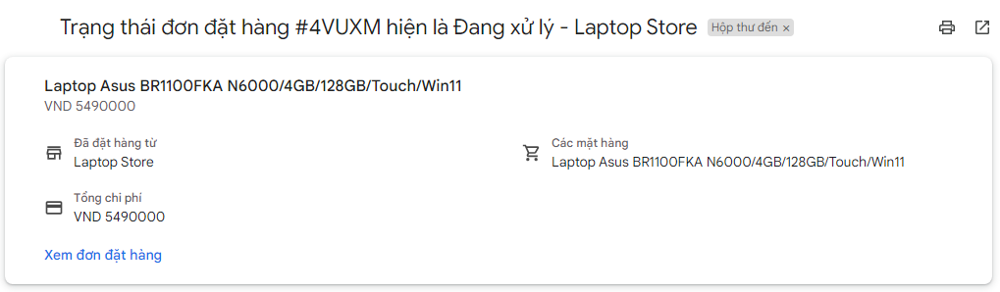 Trạng thái đơn đặt hàng #4VUXM hiện là Đang xử lý - Laptop Store Hộp thư đến ×
Laptop Asus BR1100FKA N6000/4GB/128GB/Touch/Win11
VND 5490000
Đã đặt hàng từ
Laptop Store
Các mặt hàng
Laptop Asus BR1100FKA N6000/4GB/128GB/Touch/Win11
Tổng chi phí
VND 5490000
Xem đơn đặt hàng